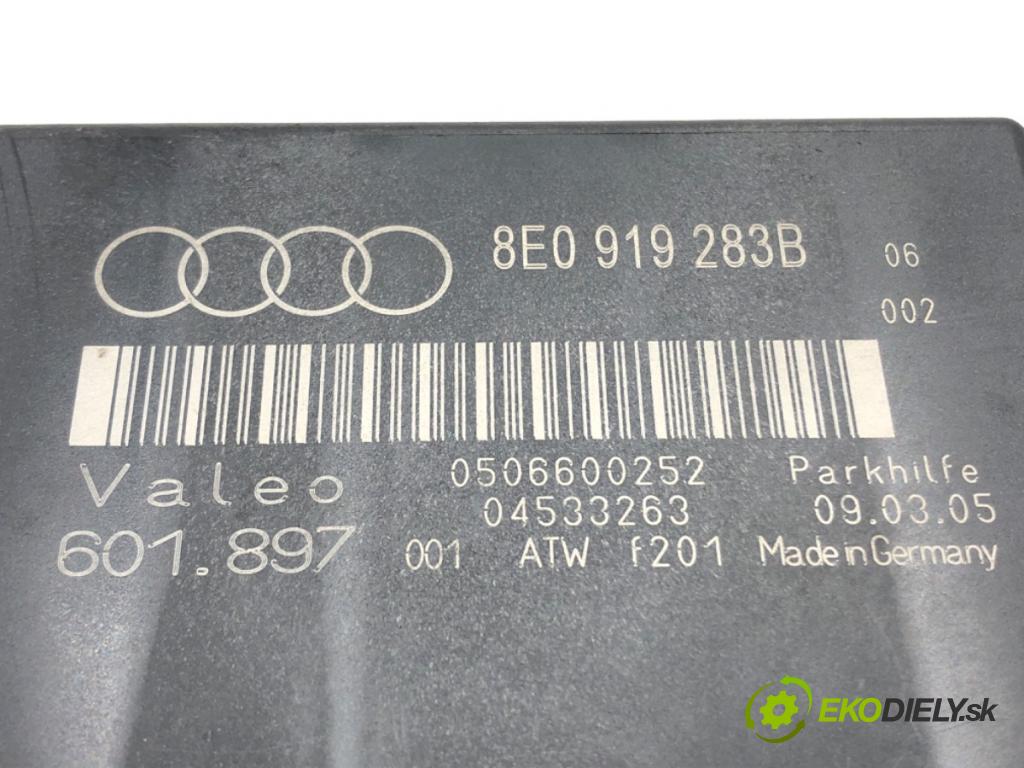 8E0 919 283B 06
002
Valeo 0506600252 Parkhilfe
04533263 09.03.05
601.897 001 ATW f201 Made in Germany
EKODIELY.sk